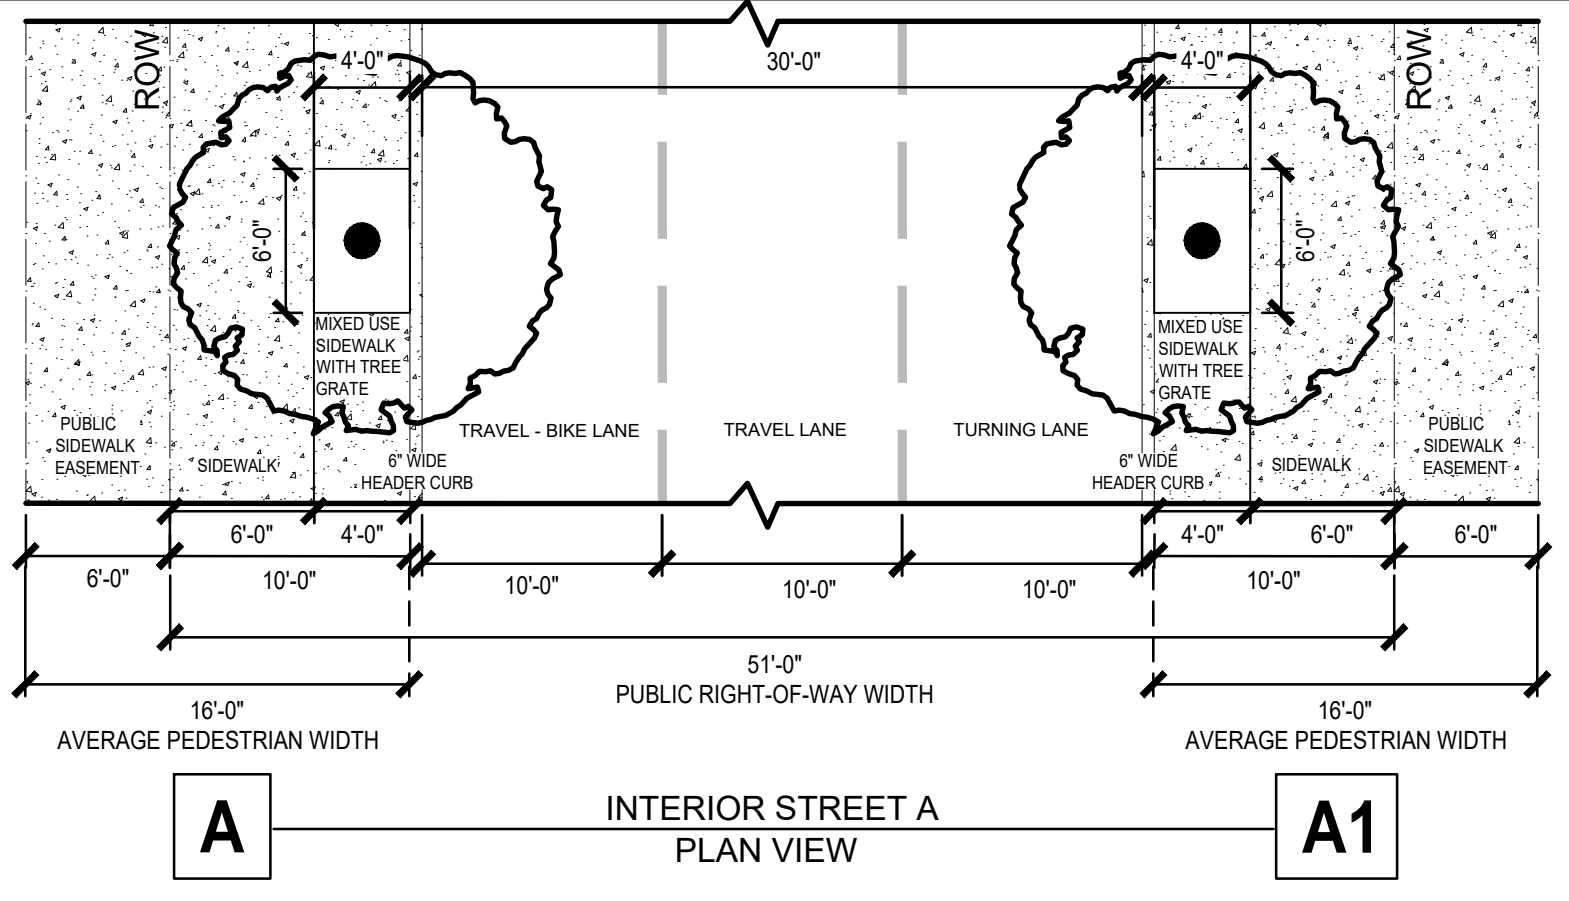 ROW
4'-0"
30'-0"
4'-0"
ROW
6'-0"
6'-0"
MIXED USE
SIDEWALK
WITH TREE
GRATE
MIXED USE
SIDEWALK
WITH TREE
GRATE
PUBLIC
SIDEWALK
EASEMENT
SIDEWALK
6" WIDE
HEADER CURB
TRAVEL - BIKE LANE
TRAVEL LANE
TURNING LANE
6" WIDE
HEADER CURB
SIDEWALK
PUBLIC
SIDEWALK
EASEMENT
6'-0"
4'-0"
4'-0"
6'-0"
6'-0"
6'-0"
10'-0"
10'-0"
10'-0"
10'-0"
10'-0"
51'-0"
PUBLIC RIGHT-OF-WAY WIDTH
16'-0"
AVERAGE PEDESTRIAN WIDTH
16'-0"
AVERAGE PEDESTRIAN WIDTH
A
INTERIOR STREET A
PLAN VIEW
A1